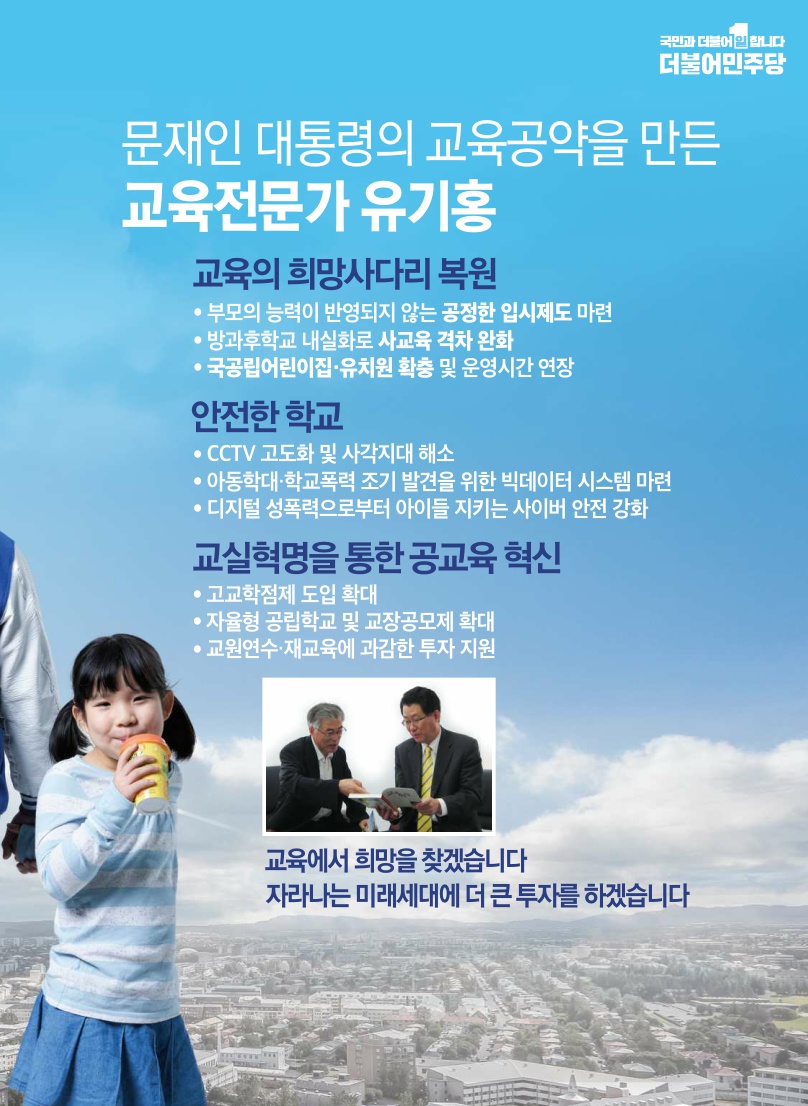 국민과 더불어 일 합니다
더불어민주당
문재인 대통령의 교육공약을 만든
교육전문가 유기홍
교육의 희망사다리 복원
• 부모의 능력이 반영되지 않는 공정한 입시제도 마련
• 방과후학교 내실화로 사교육 격차 완화
• 국공립어린이집·유치원 확충 및 운영시간 연장
안전한 학교
• CCTV 고도화 및 사각지대 해소
• 아동학대·학교폭력 조기 발견을 위한 빅데이터 시스템 마련
• 디지털 성폭력으로부터 아이들 지키는 사이버 안전 강화
교실혁명을 통한 공교육 혁신
• 고교학점제 도입 확대
• 자율형 공립학교 및 교장공모제 확대
• 교원연수·재교육에 과감한 투자 지원
교육에서 희망을 찾겠습니다
자라나는 미래세대에 더 큰 투자를 하겠습니다